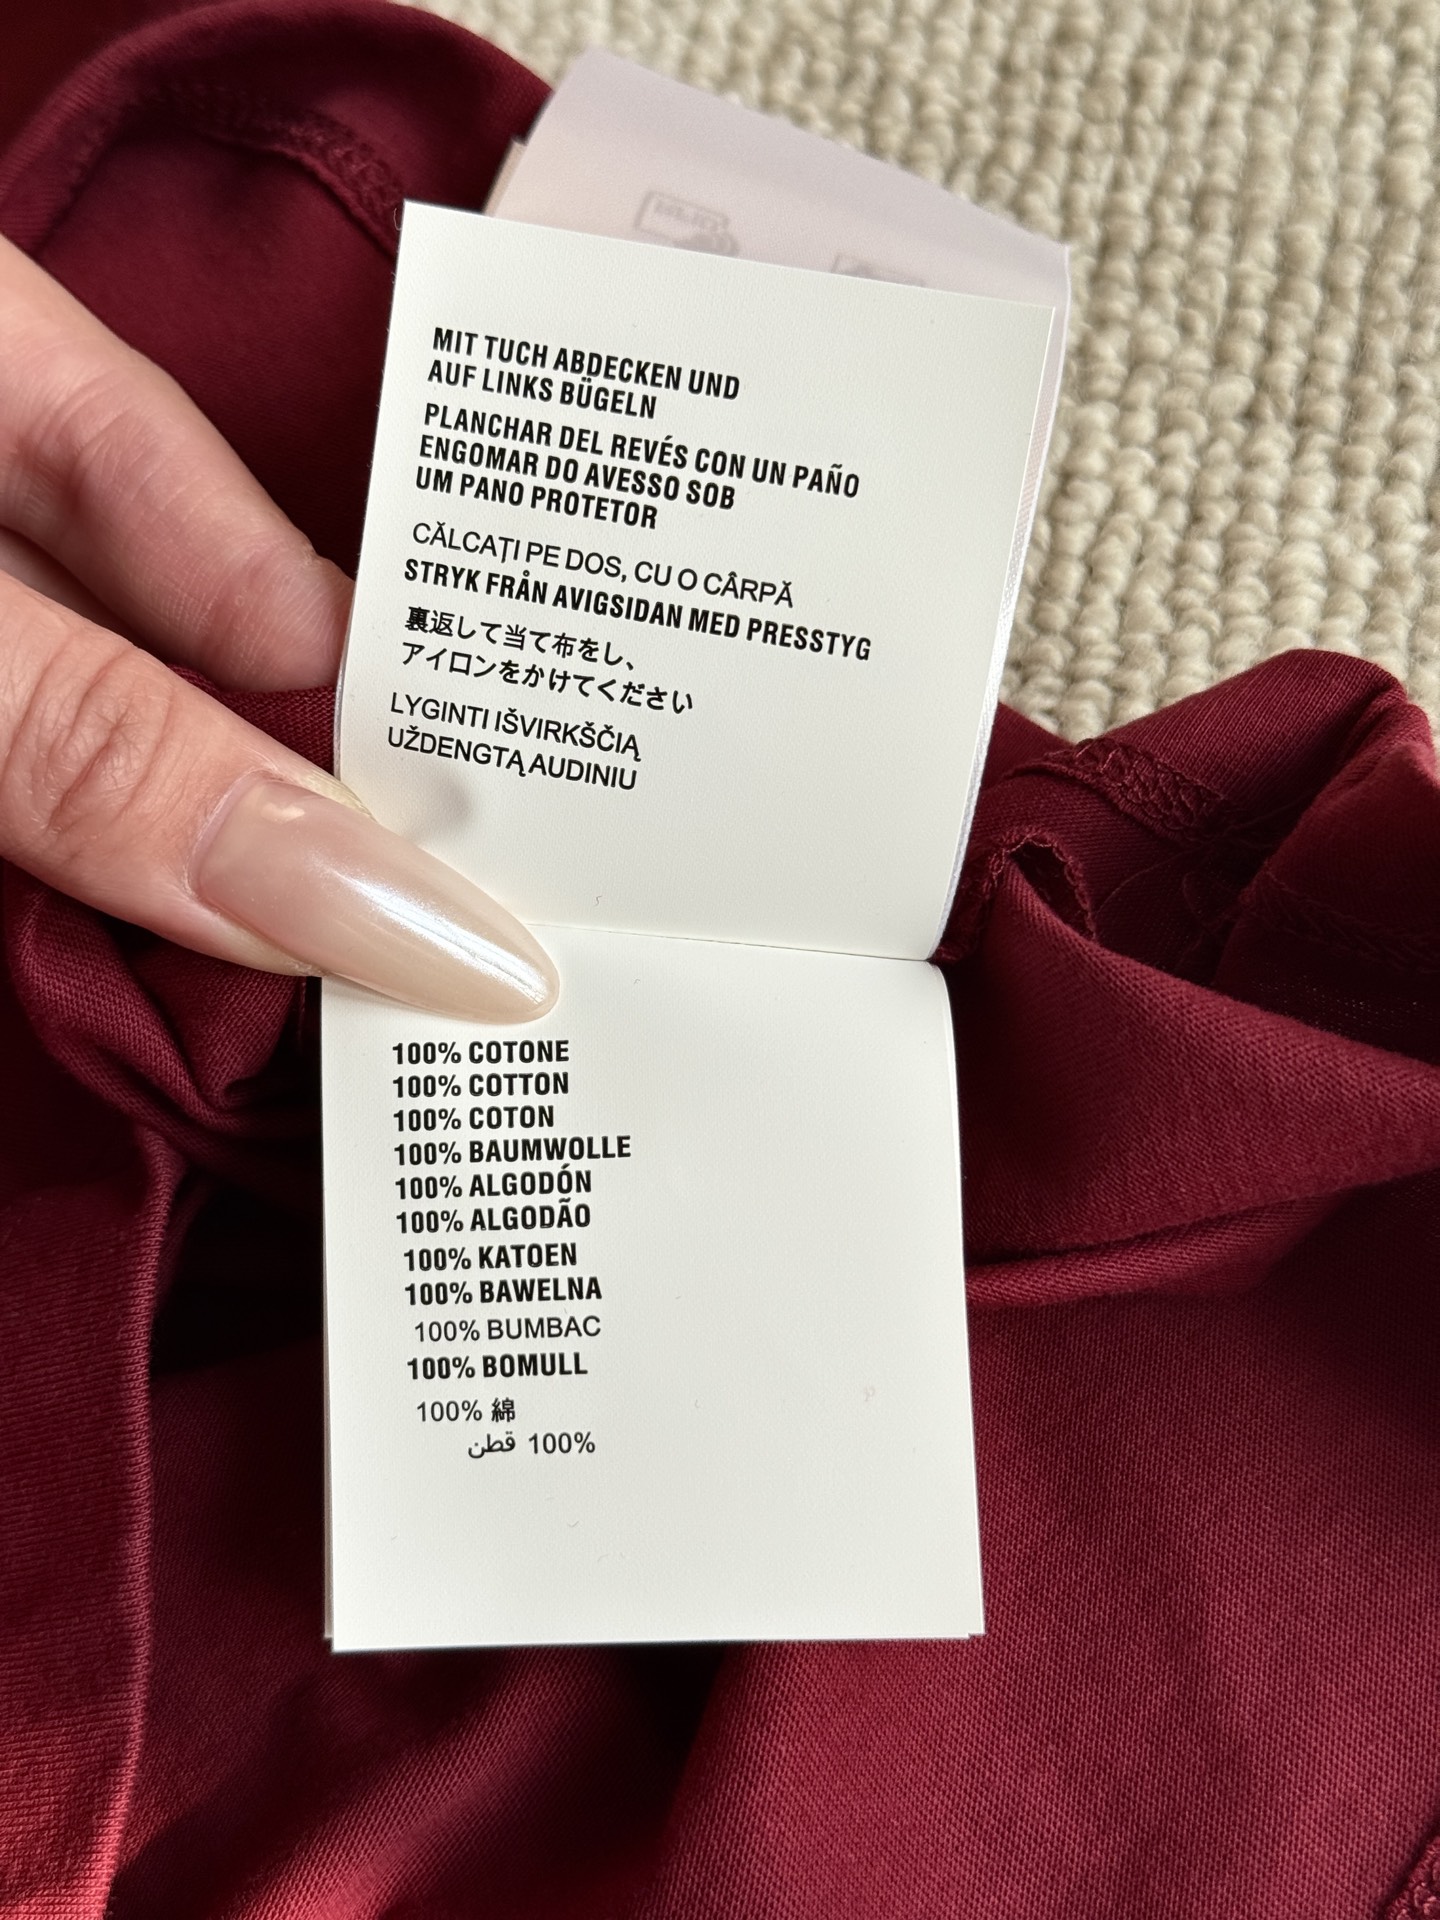 MIT TUCH ABDECKEN UND
AUF LINKS BÜGELN
PLANCHAR DEL REVéS CON UN PAÑO
ENGOMAR DO AVESSO SOB
UM PANO PROTETOR
CĂLCAȚI PE DOS, CU O CÂRPĂ
STRYK FRÅN AVIGSIDAN MED PRESSTYG
裏返して当て布をし、
アイロンをかけてください
LYGINTI IŠVIRKŠČIĄ
UŽDENGTĄ AUDINIU
100% COTONE
100% COTTON
100% COTON
100% BAUMWOLLE
100% ALGODÓN
100% ALGODÃO
100% KATOEN
100% BAWELNA
100% BUMBAC
100% BOMULL
100% 綿
100% قطن